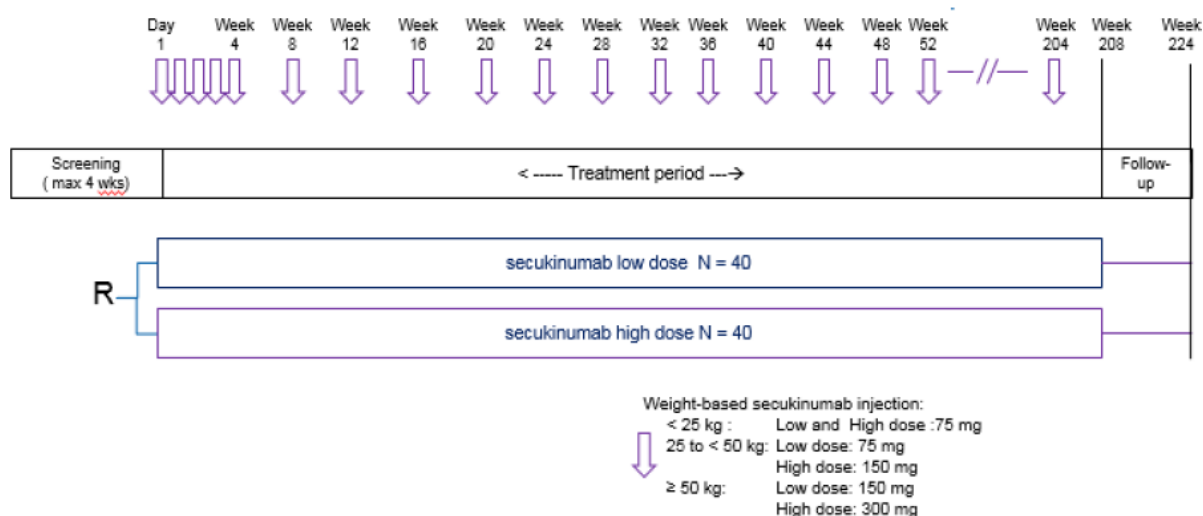 Day Week Week Week Week Week Week Week Week Week Week Week Week Week Week Week Week
1 4 8 12 16 20 24 28 32 36 40 44 48 52 204 208 224
//
Screening
( max 4 wks)
< ----- Treatment period ---→
Follow-
up
R
secukinumab low dose N = 40
secukinumab high dose N = 40
Weight-based secukinumab injection:
< 25 kg : Low and High dose :75 mg
25 to < 50 kg: Low dose: 75 mg
High dose: 150 mg
≥ 50 kg: Low dose: 150 mg
High dose: 300 mg